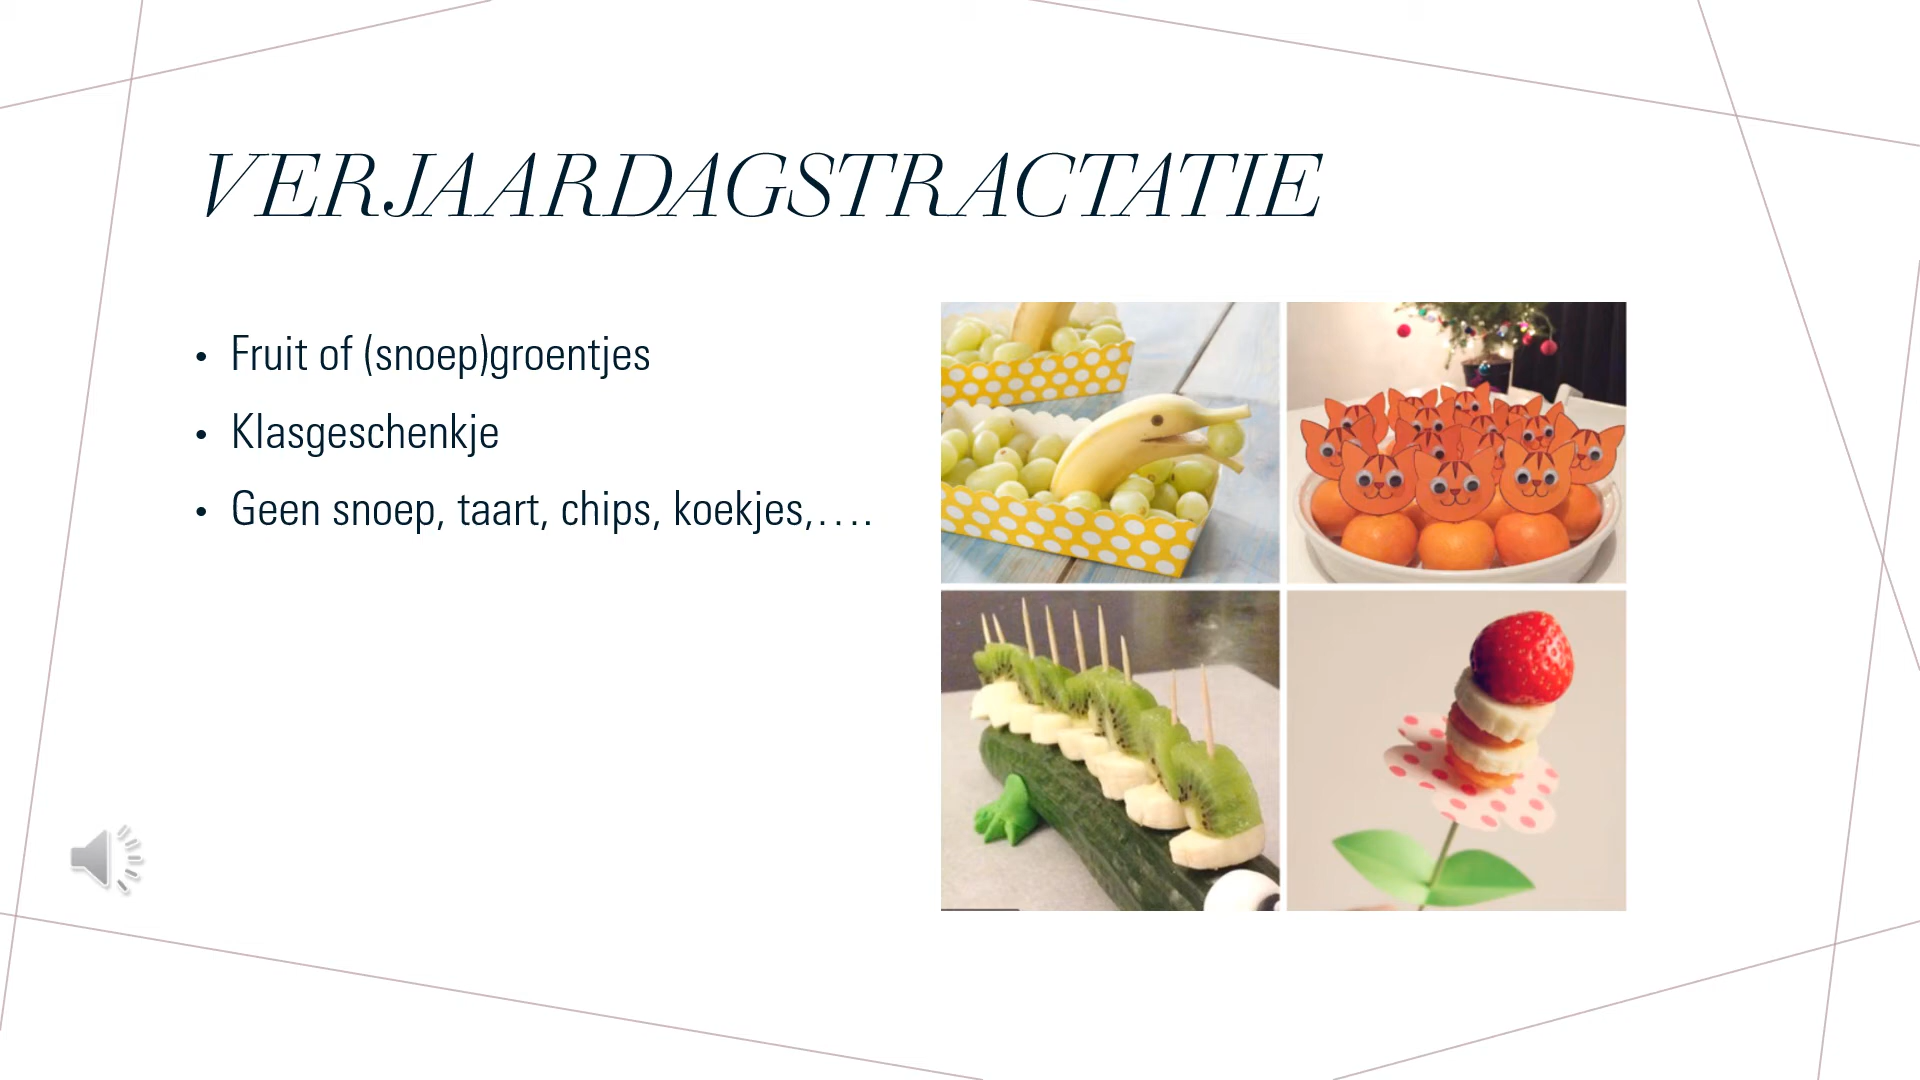 VERJAARDAGSTRACTATIE
• Fruit of (snoep)groentjes
• Klasgeschenkje
• Geen snoep, taart, chips, koekjes,….